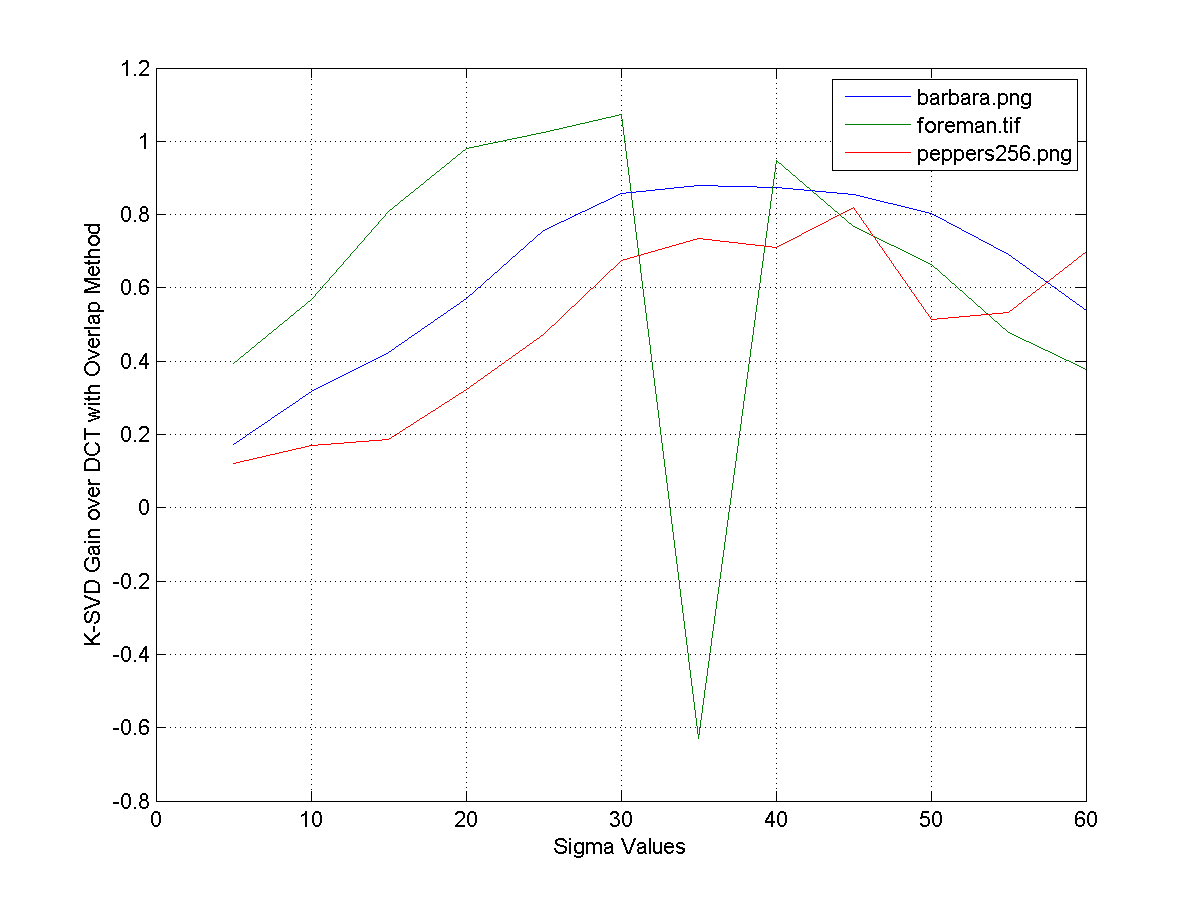 K-SVD Gain over DCT with Overlap Method
1.2
1
0.8
0.6
0.4
0.2
0
-0.2
-0.4
-0.6
-0.8
barbara.png
foreman.tif
peppers256.png
0 10 20 30 40 50 60
Sigma Values